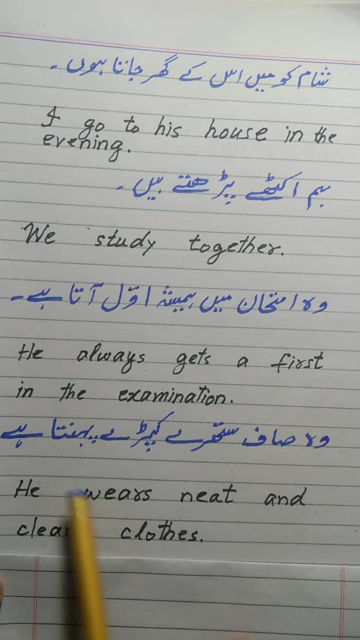 شام کو میں اس کے گھر جاتا ہوں۔
I go to his house in the
evening.
ہم اکٹھے پڑھتے ہیں۔
We study together.
وہ امتحان میں ہمیشہ اوّل آتا ہے۔
He always gets a first
in the examination.
وہ صاف ستھرے کپڑے پہنتا ہے
He wears neat and
clean clothes.